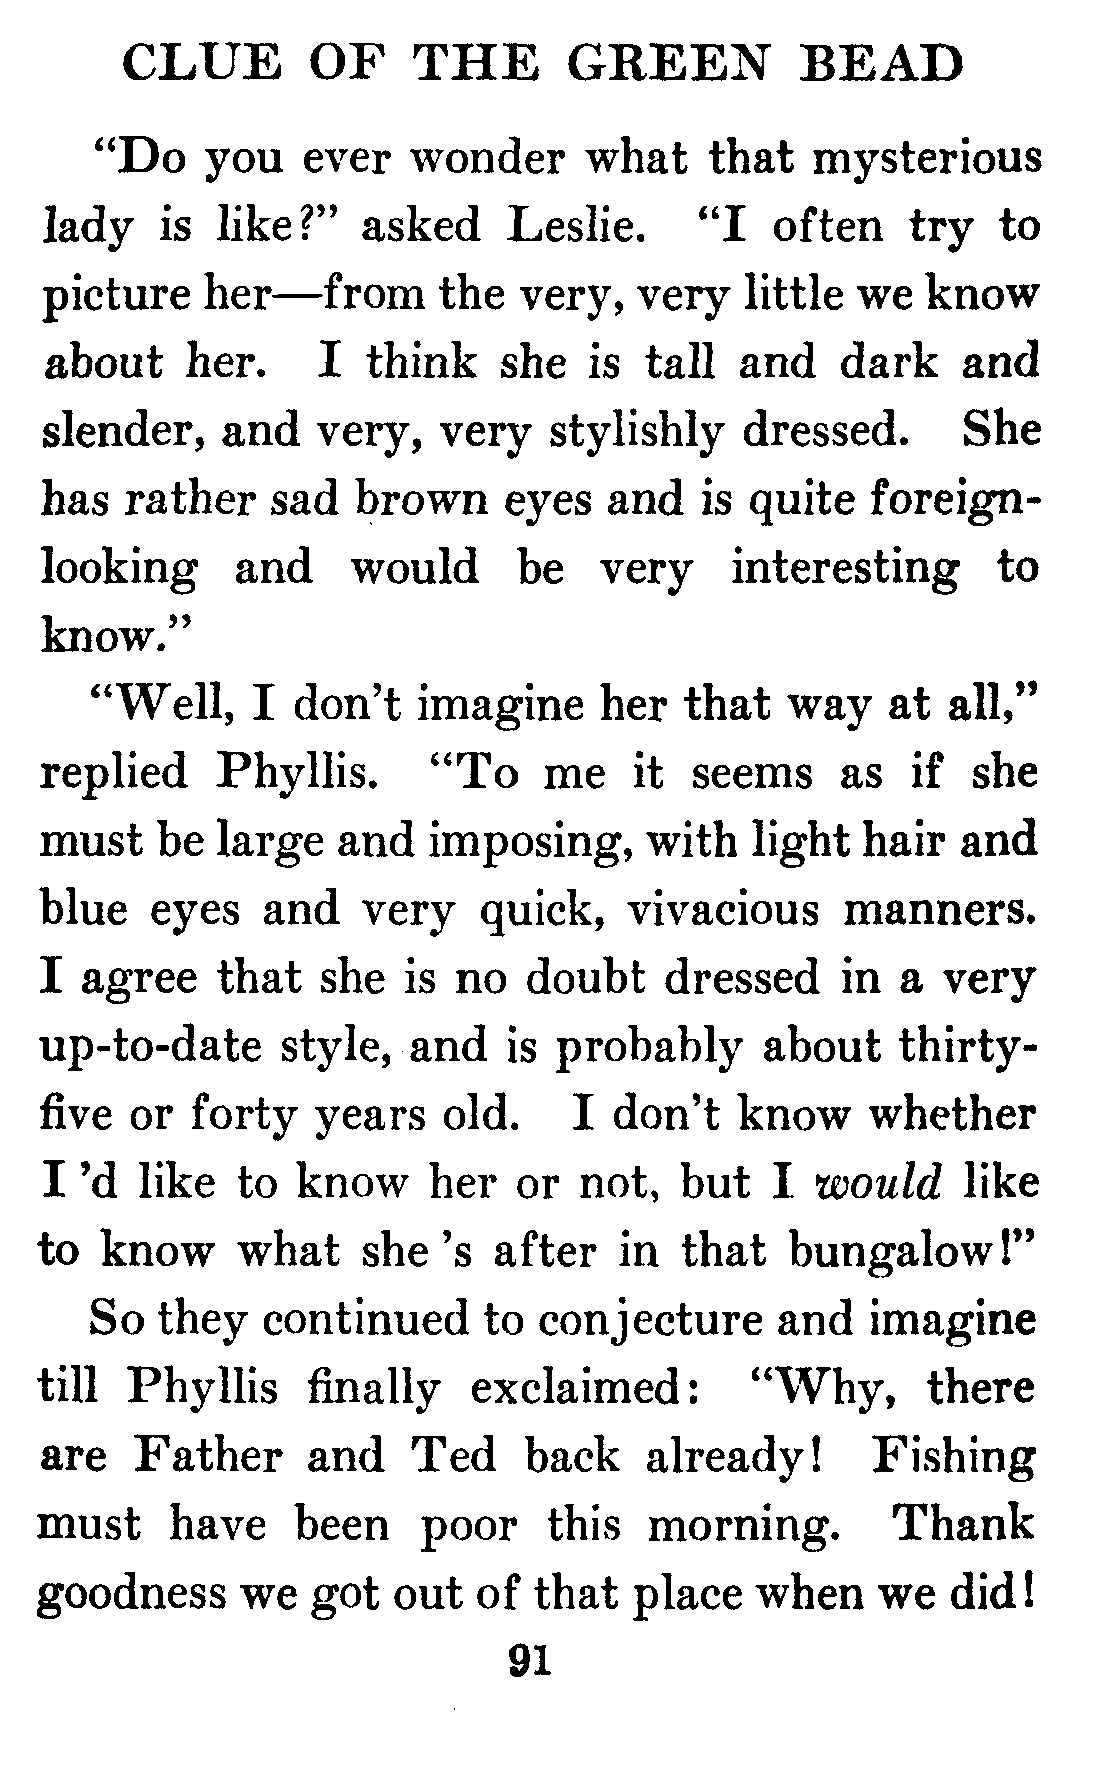 CLUE OF THE GREEN BEAD
“Do you ever wonder what that mysterious
lady is like?” asked Leslie. “I often try to
picture her—from the very, very little we know
about her. I think she is tall and dark and
slender, and very, very stylishly dressed. She
has rather sad brown eyes and is quite foreign-
looking and would be very interesting to
know.”
“Well, I don’t imagine her that way at all,”
replied Phyllis. “To me it seems as if she
must be large and imposing, with light hair and
blue eyes and very quick, vivacious manners.
I agree that she is no doubt dressed in a very
up-to-date style, and is probably about thirty-
five or forty years old. I don’t know whether
I ’d like to know her or not, but I would like
to know what she ’s after in that bungalow!”
So they continued to conjecture and imagine
till Phyllis finally exclaimed: “Why, there
are Father and Ted back already! Fishing
must have been poor this morning. Thank
goodness we got out of that place when we did!
91